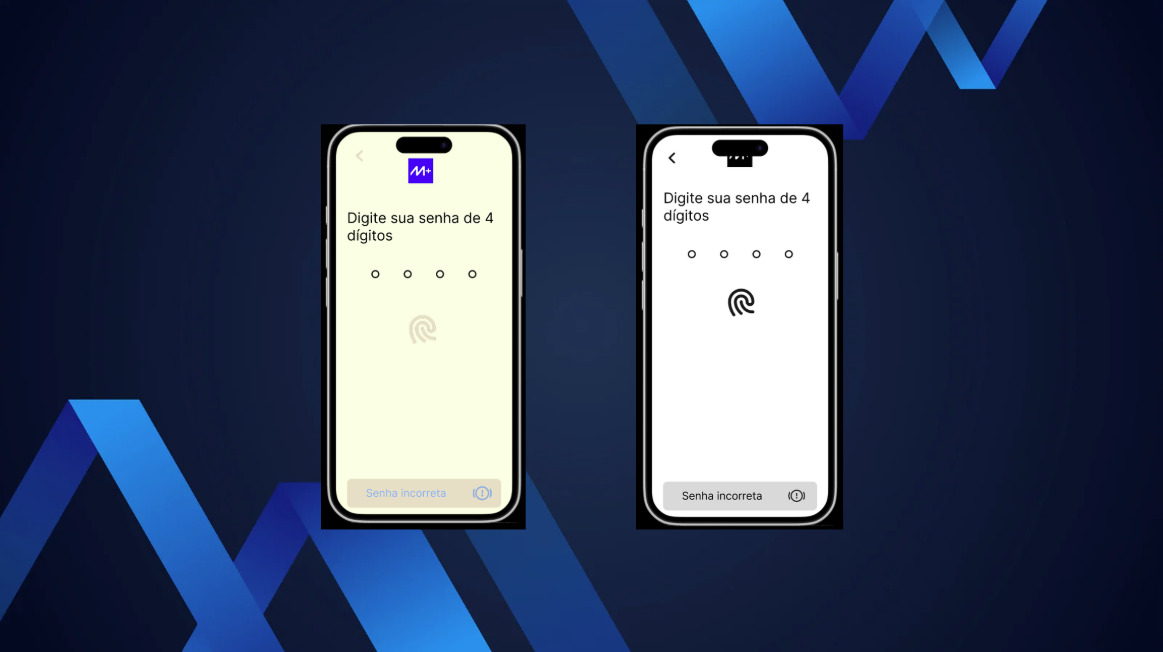 M+
Digite sua senha de 4
dígitos
Senha incorreta
M+
Digite sua senha de 4
dígitos
Senha incorreta